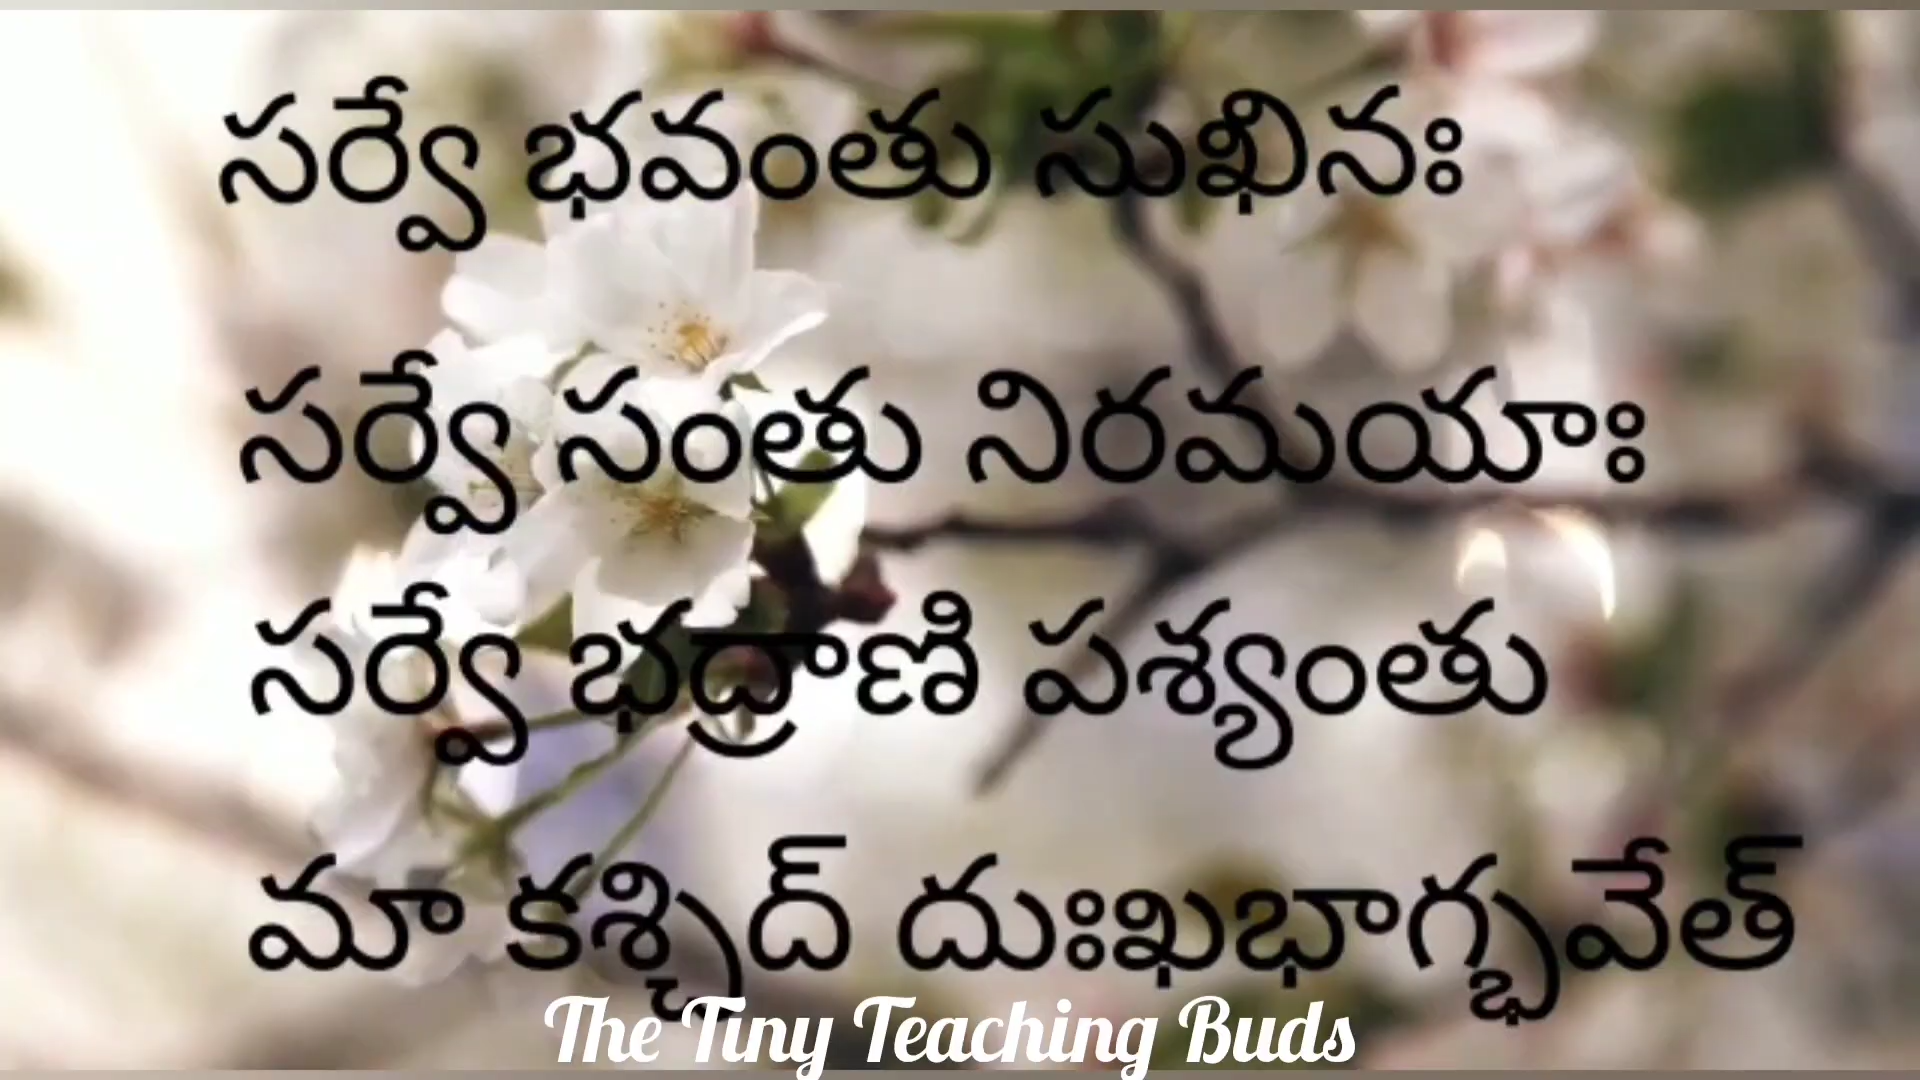 సర్వే భవంతు సుఖినః
సర్వే సంతు నిరమయాః
సర్వే భద్రాణి పశ్యంతు
మా కశ్చిద్ దుఃఖభాగ్భవేత్
The Tiny Teaching Buds